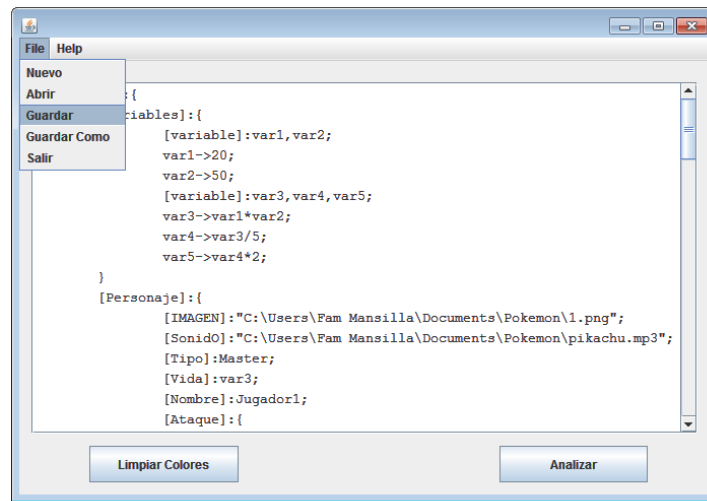 File Help
Nuevo
Abrir
Guardar
Guardar Como
Salir
:{
riables]:{
[variable]:var1,var2;
var1->20;
var2->50;
[variable]:var3,var4,var5;
var3->var1*var2;
var4->var3/5;
var5->var4*2;
}
[Personaje]:{
[IMAGEN]:"C:\Users\Fam Mansilla\Documents\Pokemon\1.png";
[SonidO]:"C:\Users\Fam Mansilla\Documents\Pokemon\pikachu.mp3";
[Tipo]:Master;
[Vida]:var3;
[Nombre]:Jugador1;
[Ataque]:{
Limpiar Colores
Analizar